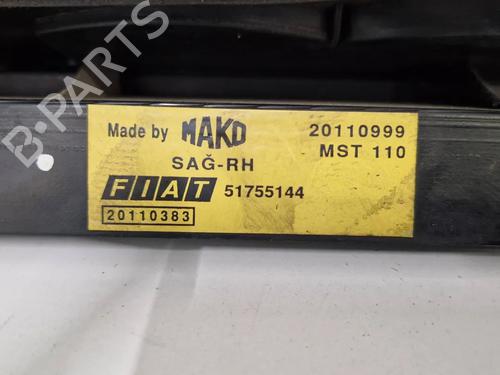 B-PARTS
Made by MAKO 20110999
SAĞ-RH MST 110
FIAT 51755144
20110383